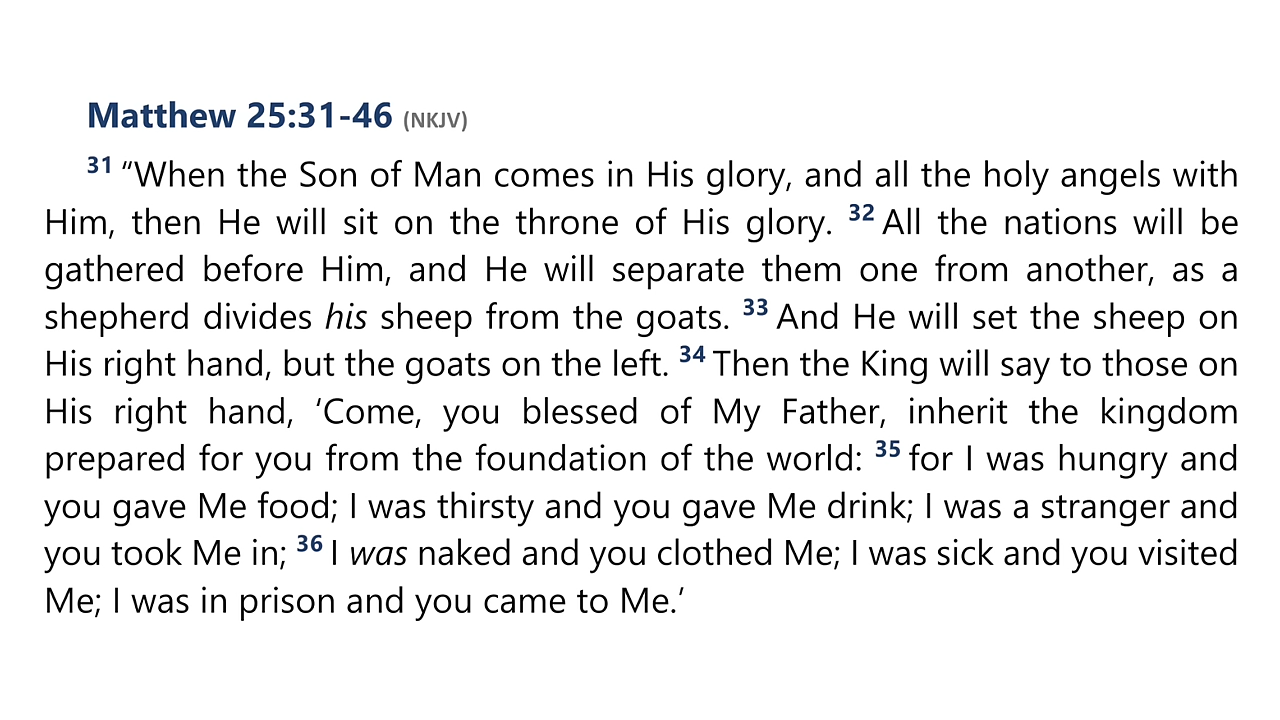 Matthew 25:31-46 (NKJV)
31 “When the Son of Man comes in His glory, and all the holy angels with
Him, then He will sit on the throne of His glory. 32 All the nations will be
gathered before Him, and He will separate them one from another, as a
shepherd divides his sheep from the goats. 33 And He will set the sheep on
His right hand, but the goats on the left. 34 Then the King will say to those on
His right hand, ‘Come, you blessed of My Father, inherit the kingdom
prepared for you from the foundation of the world: 35 for I was hungry and
you gave Me food; I was thirsty and you gave Me drink; I was a stranger and
you took Me in; 36 I was naked and you clothed Me; I was sick and you visited
Me; I was in prison and you came to Me.’